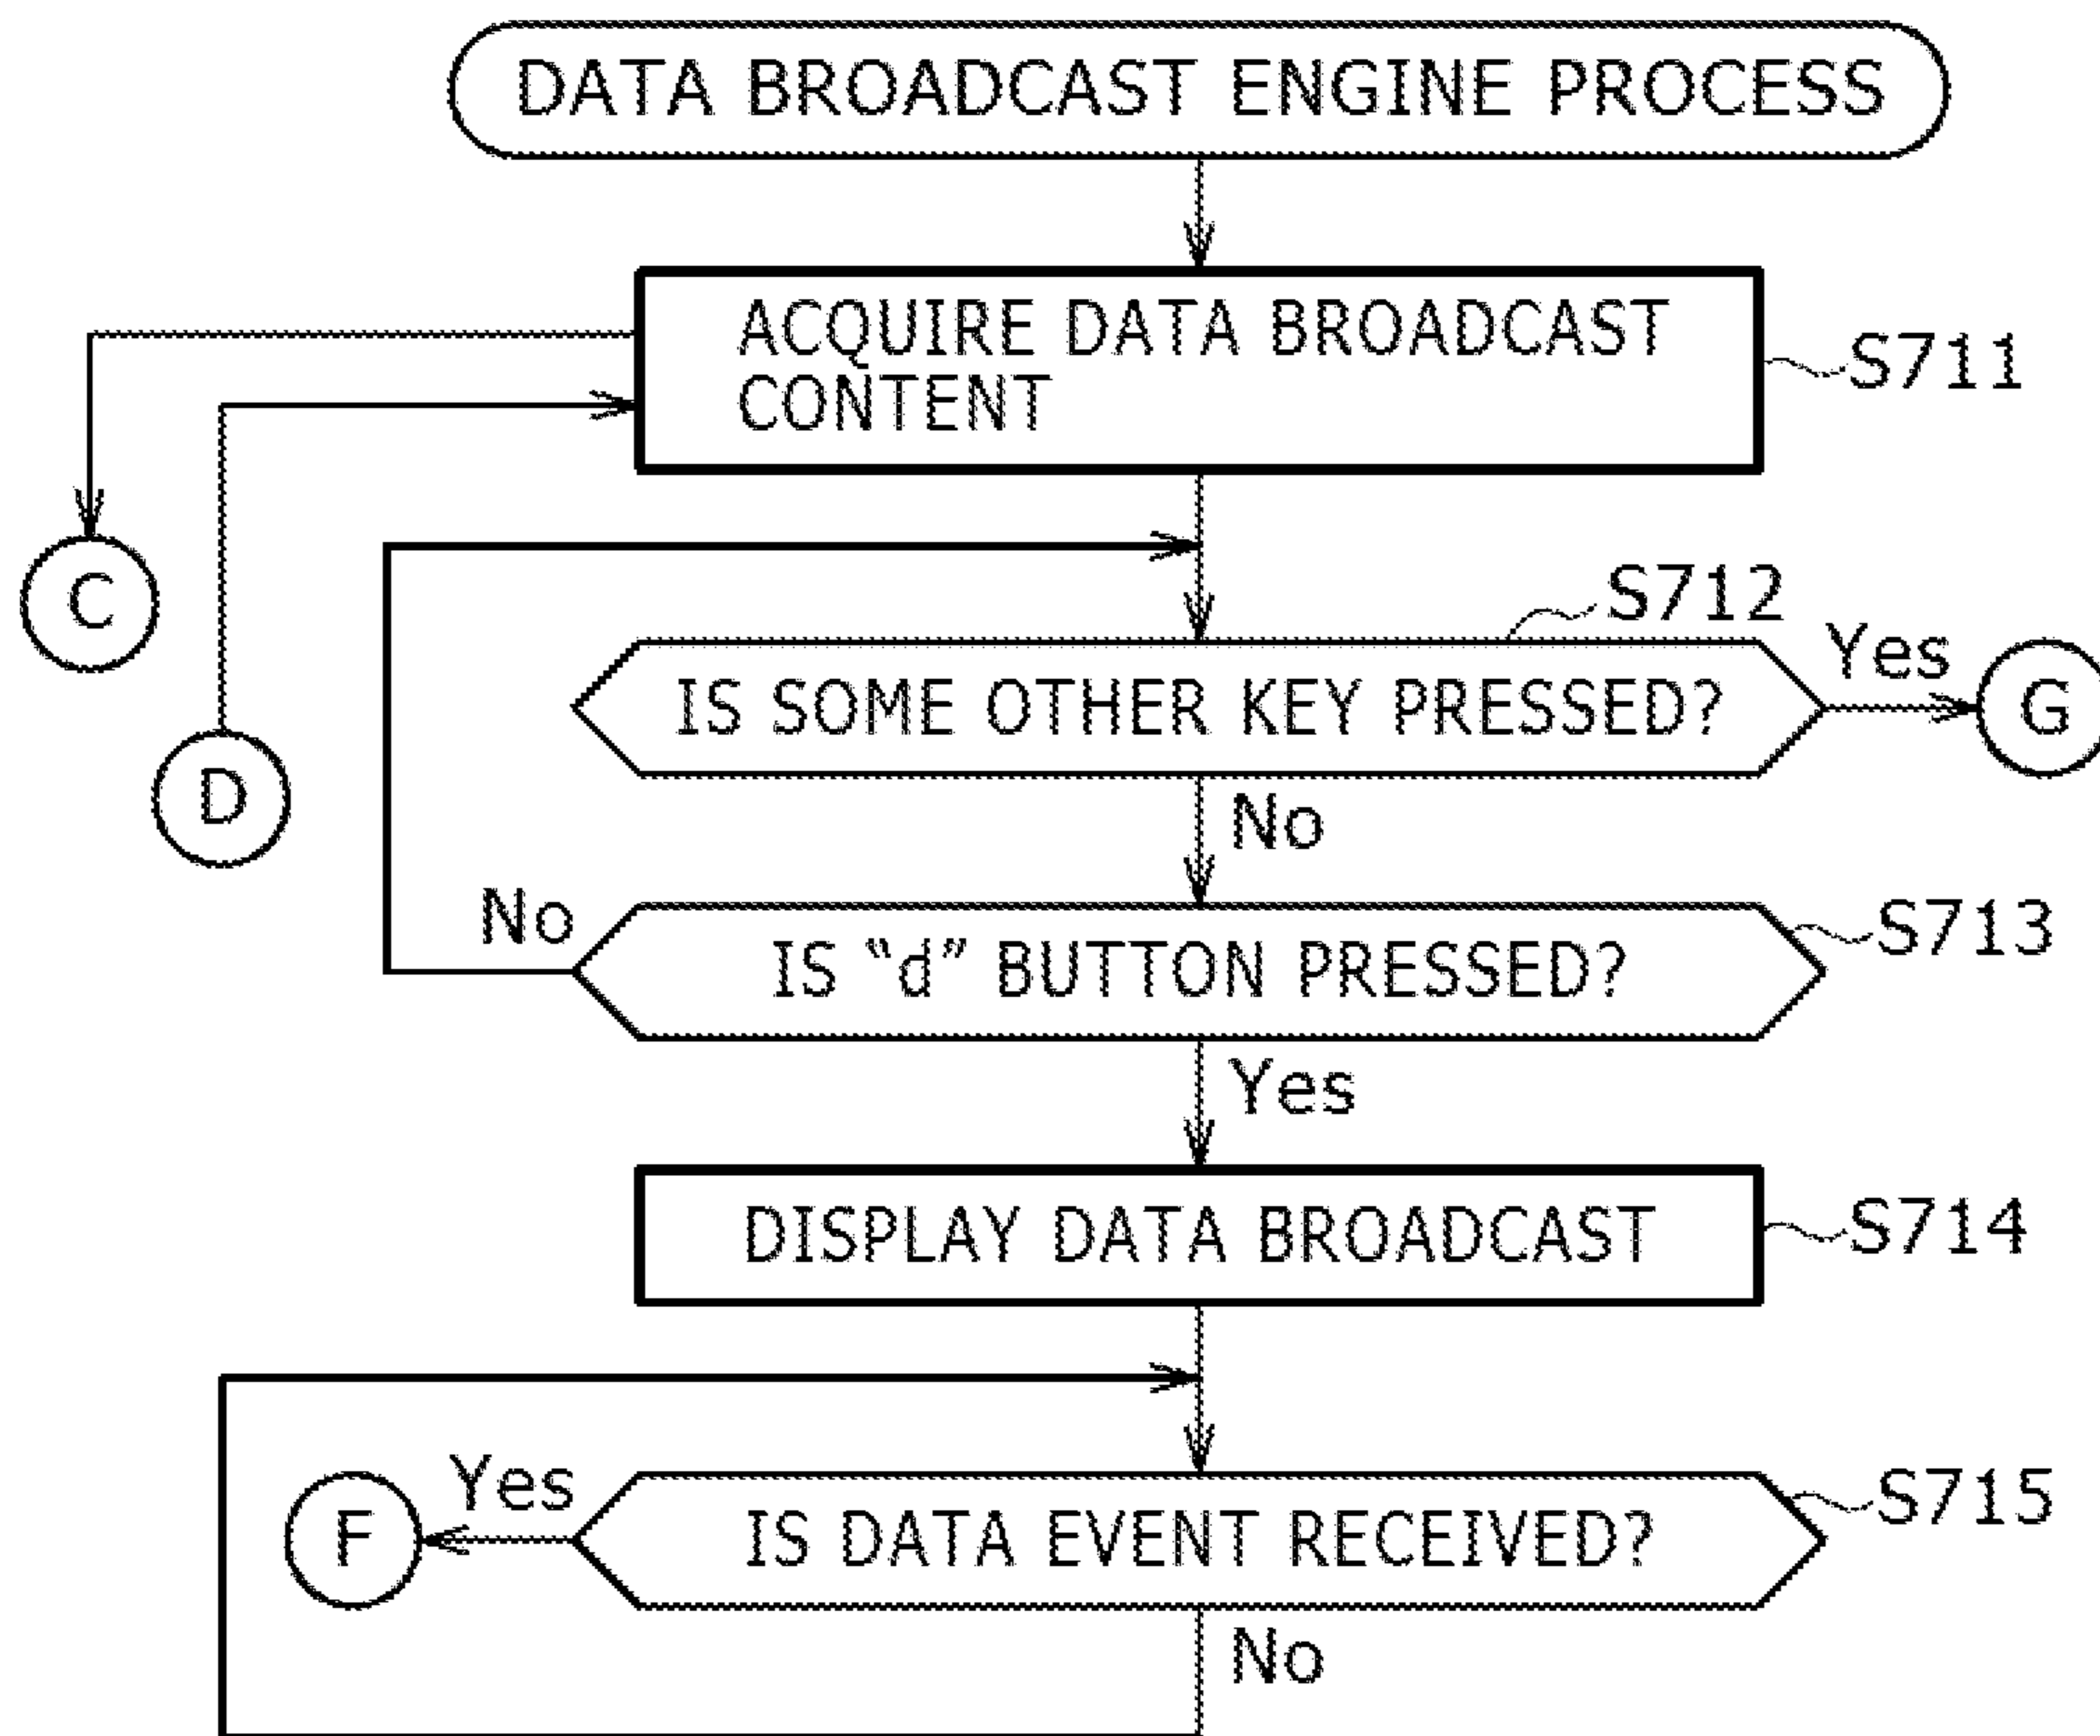 DATA BROADCAST ENGINE PROCESS
ACQUIRE DATA BROADCAST
CONTENT
S711
C
S712
Yes
IS SOME OTHER KEY PRESSED?
G
D
No
No
S713
IS “d” BUTTON PRESSED?
Yes
DISPLAY DATA BROADCAST
S714
Yes
S715
F
IS DATA EVENT RECEIVED?
No